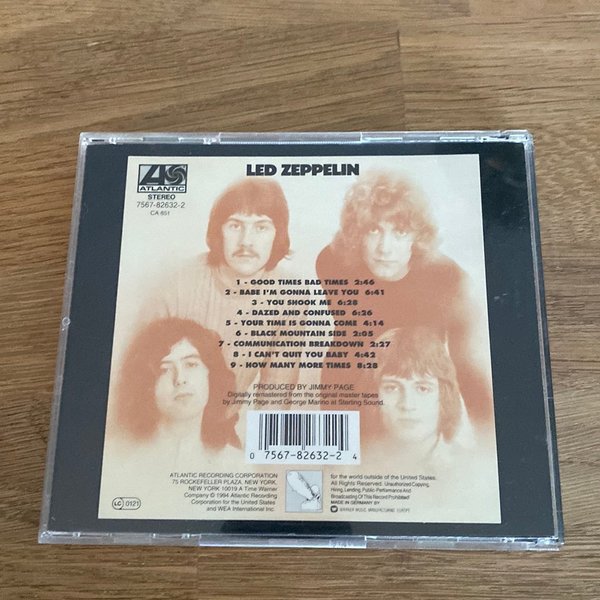 LED ZEPPELIN
ATLANTIC
STEREO
7567-82632-2
CA 851
1 - GOOD TIMES BAD TIMES 2:46
2 - BABE I'M GONNA LEAVE YOU 6:41
3 - YOU SHOOK ME 6:28
4 - DAZED AND CONFUSED 6:26
5 - YOUR TIME IS GONNA COME 4:14
6 - BLACK MOUNTAIN SIDE 2:05
7 - COMMUNICATION BREAKDOWN 2:27
8 - I CAN'T QUIT YOU BABY 4:42
9 - HOW MANY MORE TIMES 8:28
PRODUCED BY JIMMY PAGE
Digitally remastered from the original master tapes
by Jimmy Page and George Marino at Sterling Sound.
0 7567-82632-2 4
ATLANTIC RECORDING CORPORATION
75 ROCKEFELLER PLAZA, NEW YORK,
NEW YORK 10019 A Time Warner
Company © 1994 Atlantic Recording
Corporation for the United States
and WEA International Inc.
for the world outside of the United States.
All Rights Reserved. Unauthorized Copying,
Hiring, Lending, Public Performance And
Broadcasting Of This Record Prohibited
MADE IN GERMANY BY
WARNER MUSIC MANUFACTURING EUROPE
LC 0121